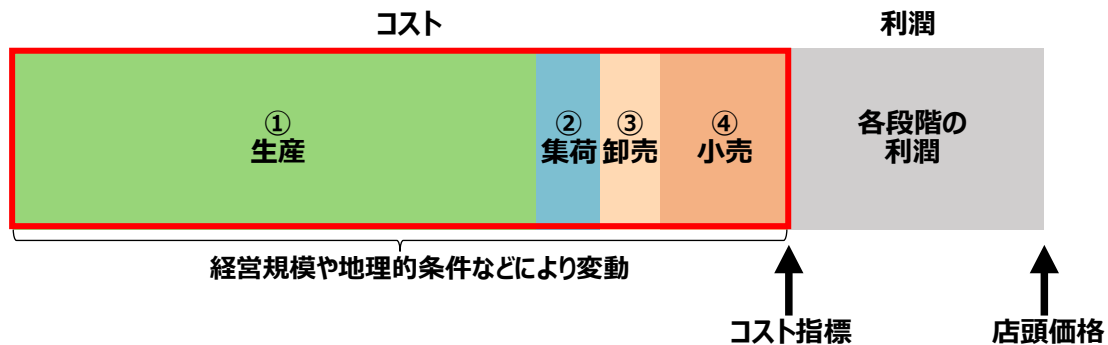 コスト
利潤
①
生産
②
集荷
③
卸売
④
小売
各段階の
利潤
経営規模や地理的条件などにより変動
コスト指標
店頭価格